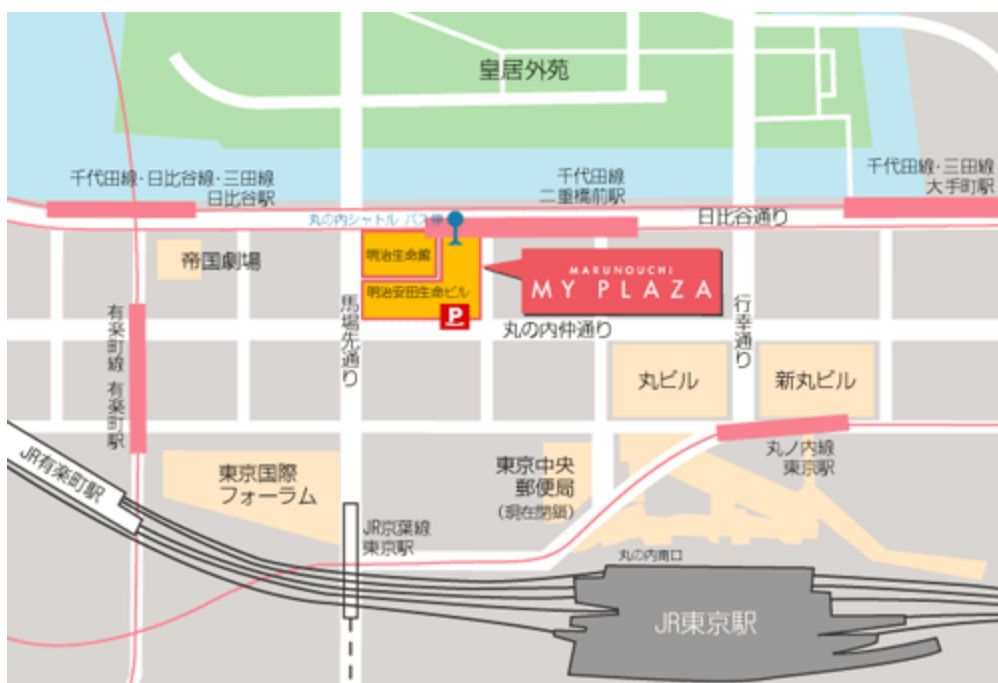 皇居外苑
千代田線･日比谷線･三田線
日比谷駅
千代田線
二重橋前駅
千代田線･三田線
大手町駅
丸の内シャトル バス停
日比谷通り
帝国劇場
明治生命館
明治安田生命ビル
P
MARUNOUCHI
MY PLAZA
有楽町線 有楽町駅
馬場先通り
丸の内仲通り
行幸通り
丸ビル
新丸ビル
JR有楽町駅
東京国際
フォーラム
東京中央
郵便局
(現在閉鎖)
丸ノ内線
東京駅
JR京葉線
東京駅
丸の内南口
JR東京駅